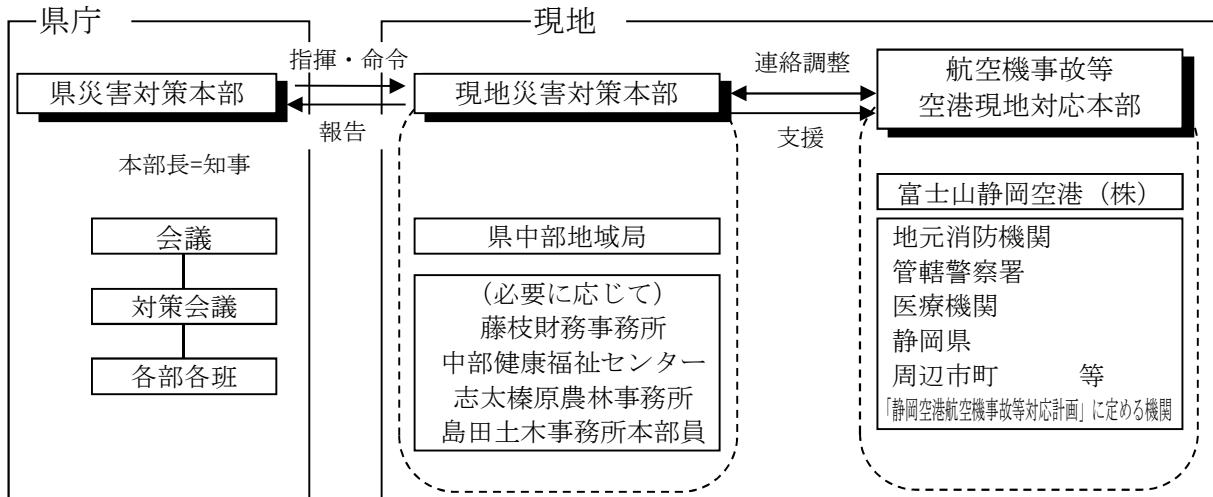 県庁
現地
指揮・命令
県災害対策本部
報告
本部長=知事
会議
対策会議
各部各班
現地災害対策本部
連絡調整
支援
県中部地域局
（必要に応じて）
藤枝財務事務所
中部健康福祉センター
志太榛原農林事務所
島田土木事務所本部員
航空機事故等
空港現地対応本部
富士山静岡空港（株）
地元消防機関
管轄警察署
医療機関
静岡県
周辺市町　　　等
「静岡空港航空機事故等対応計画」に定める機関